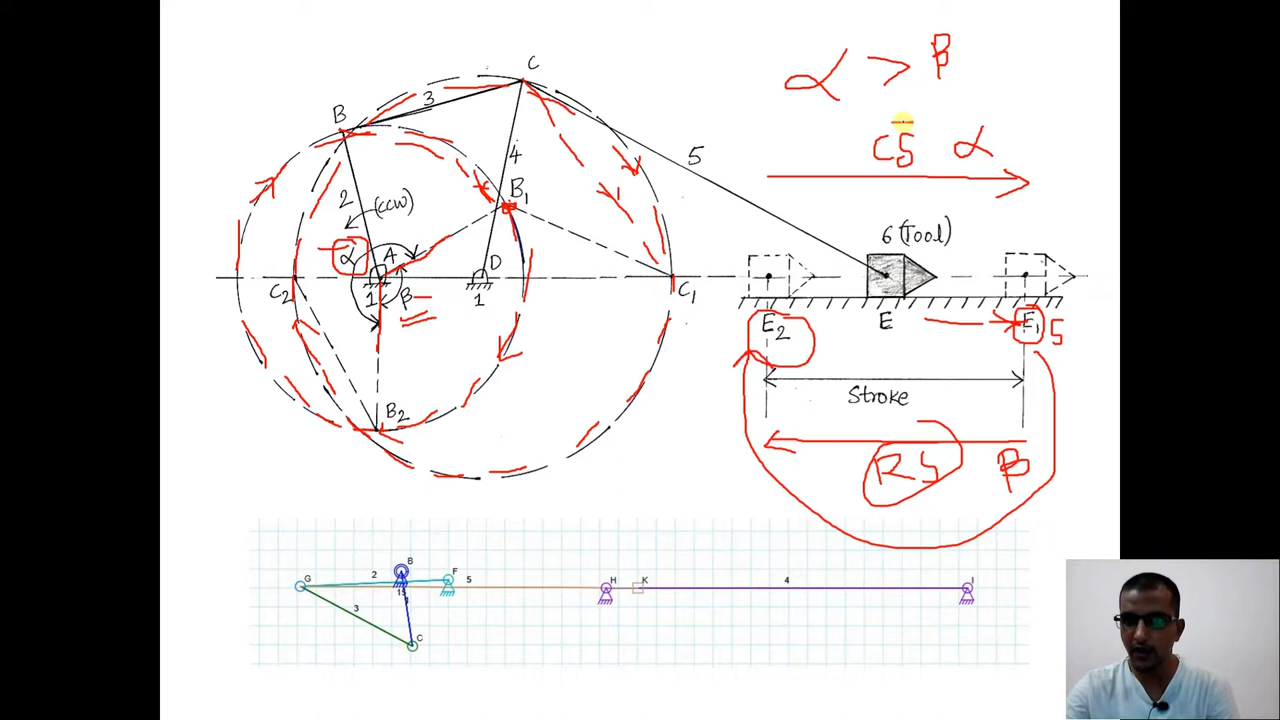 α > β
CS α
C
B
3
4
5
2
(CCW)
B₁
α
A
D
β
1
1
C₂
C₁
6 (Tool)
E₂
E
E₁
S
Stroke
B₂
RS β
B
G
2
F
5
H
K
4
I
15
3
C